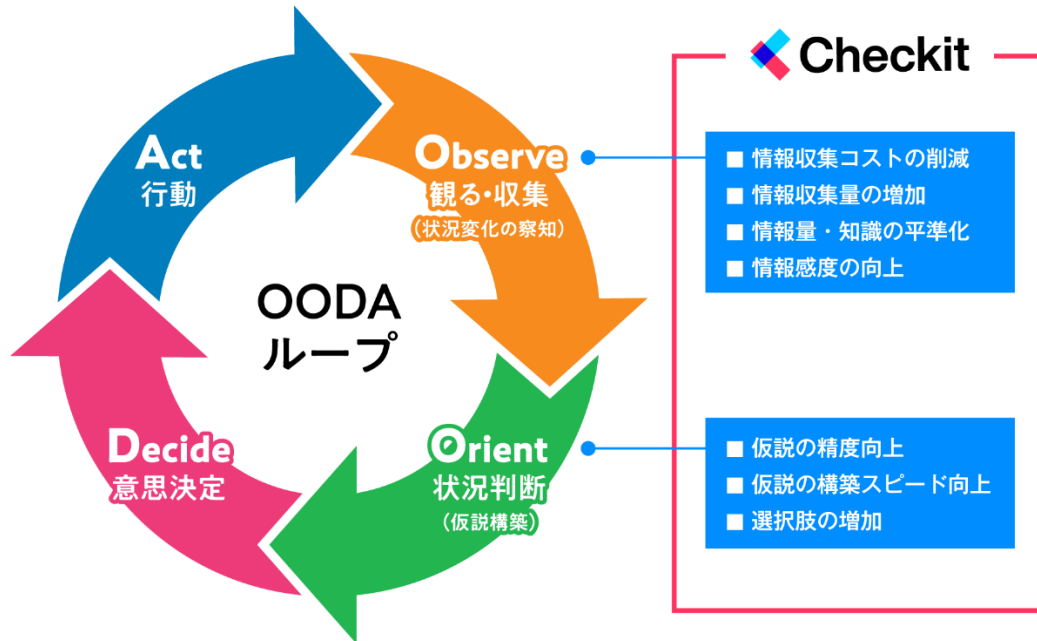 Checkit
Act
行動
Observe
観る・収集
(状況変化の察知)
OODA
ループ
Decide
意思決定
Orient
状況判断
(仮説構築)
■ 情報収集コストの削減
■ 情報収集量の増加
■ 情報量・知識の平準化
■ 情報感度の向上
■ 仮説の精度向上
■ 仮説の構築スピード向上
■ 選択肢の増加